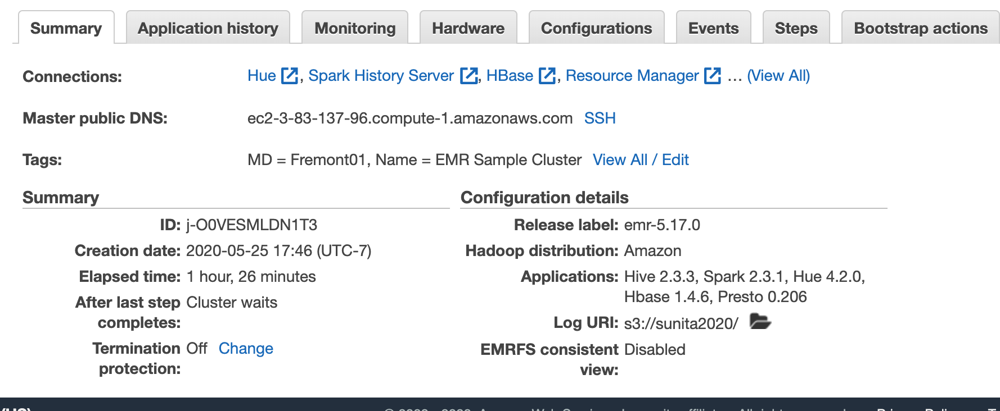 Summary Application history Monitoring Hardware Configurations Events Steps Bootstrap actions
Connections: Hue , Spark History Server , HBase , Resource Manager ... (View All)
Master public DNS: ec2-3-83-137-96.compute-1.amazonaws.com SSH
Tags: MD = Fremont01, Name = EMR Sample Cluster View All / Edit
Summary
ID: j-O0VESMLDN1T3
Creation date: 2020-05-25 17:46 (UTC-7)
Elapsed time: 1 hour, 26 minutes
After last step Cluster waits
completes:
Termination Off Change
protection:
Configuration details
Release label: emr-5.17.0
Hadoop distribution: Amazon
Applications: Hive 2.3.3, Spark 2.3.1, Hue 4.2.0,
Hbase 1.4.6, Presto 0.206
Log URI: s3://sunita2020/
EMRFS consistent Disabled
view: